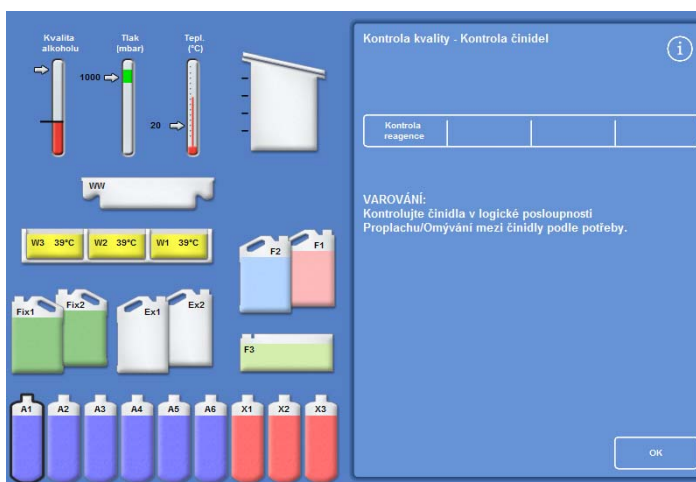 Kvalita
alkoholu
Tlak
(mbar)
Tepl.
(°C)
1000
20
WW
W3 39°C
W2 39°C
W1 39°C
F2
F1
Fix1
Fix2
Ex1
Ex2
F3
A1
A2
A3
A4
A5
A6
X1
X2
X3
Kontrola kvality - Kontrola činidel
i
Kontrola
reagence
VAROVÁNÍ:
Kontrolujte činidla v logické posloupnosti
Proplachu/Omývání mezi činidly podle potřeby.
OK